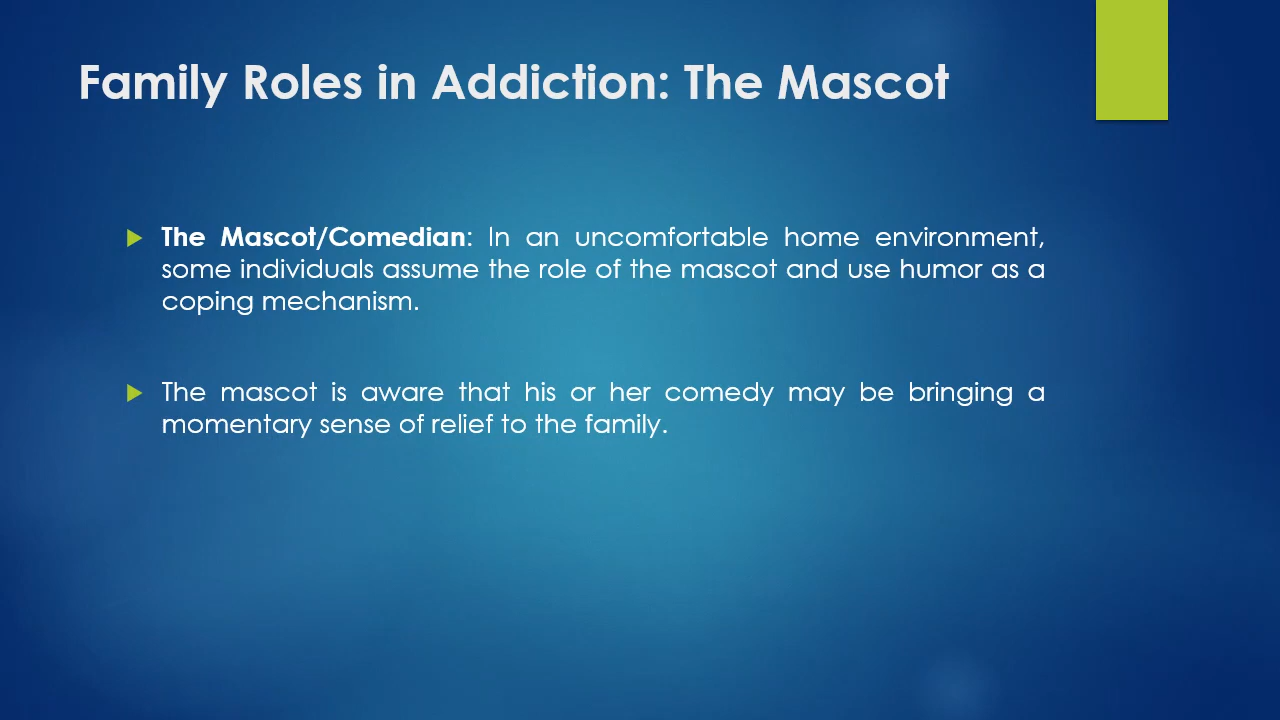 Family Roles in Addiction: The Mascot
The Mascot/Comedian: In an uncomfortable home environment,
some individuals assume the role of the mascot and use humor as a
coping mechanism.
The mascot is aware that his or her comedy may be bringing a
momentary sense of relief to the family.